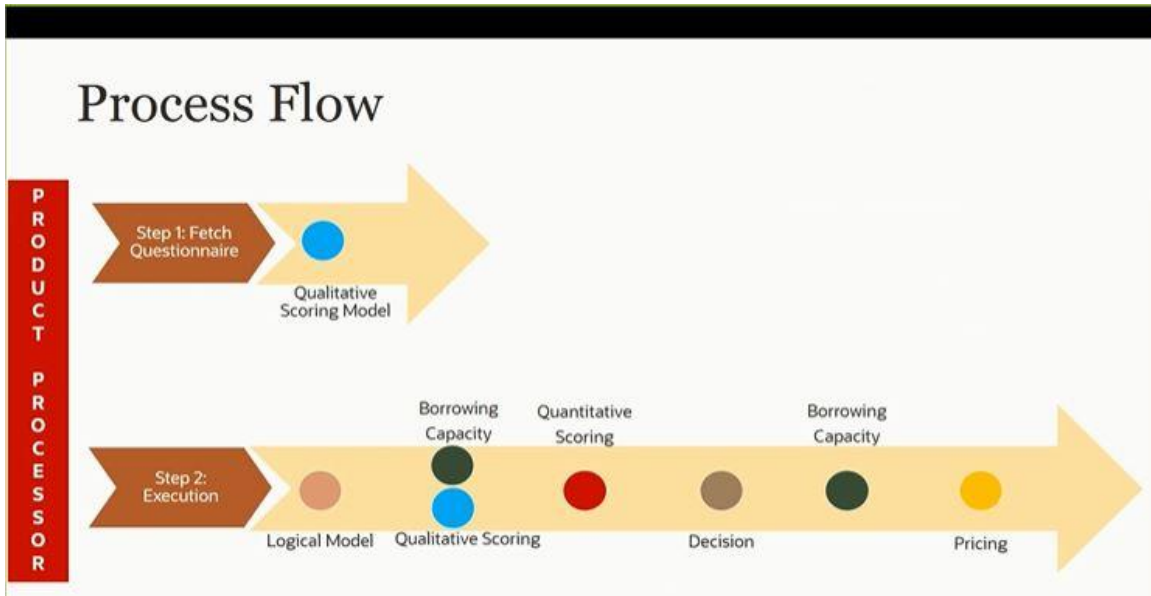 Process Flow
PRODUCT PROCESSOR
Step 1: Fetch
Questionnaire
Qualitative
Scoring Model
Step 2:
Execution
Logical Model
Borrowing
Capacity
Qualitative Scoring
Quantitative
Scoring
Decision
Borrowing
Capacity
Pricing